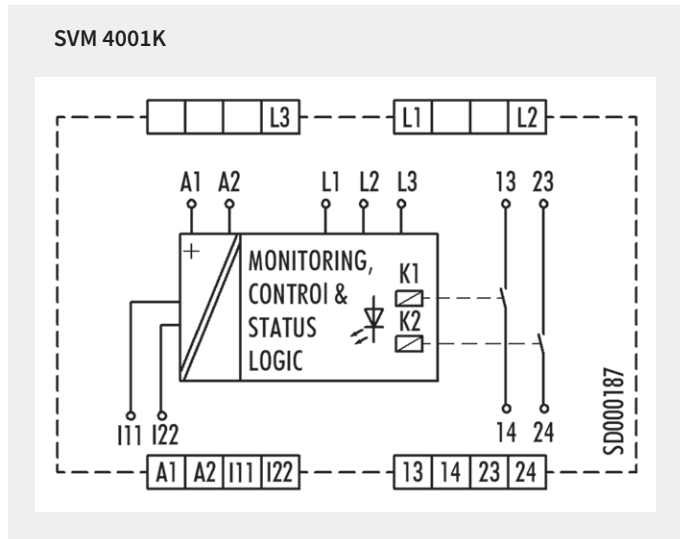 SVM 4001K
L3 L1 L2
A1 A2 L1 L2 L3 13 23
+
MONITORING,
CONTROl &
STATUS
LOGIC
K1
K2
I11 I22 14 24
A1 A2 I11 I22 13 14 23 24
SD000187